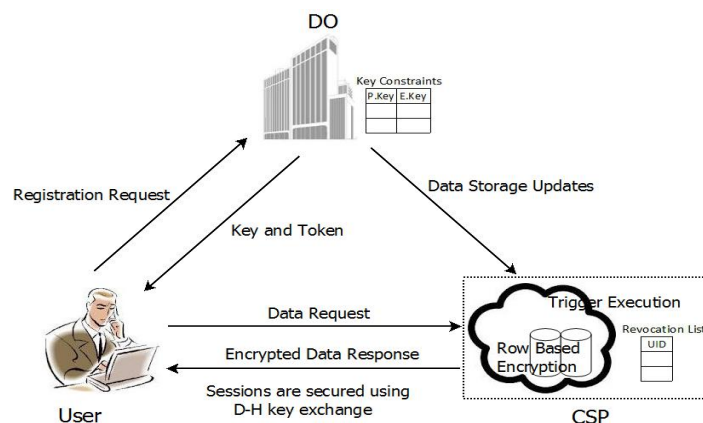 DO
Key Constraints
P.Key E.Key
Registration Request
Data Storage Updates
Key and Token
Data Request
Trigger Execution
Revocation List
UID
Row Based
Encryption
Encrypted Data Response
Sessions are secured using
D-H key exchange
User
CSP